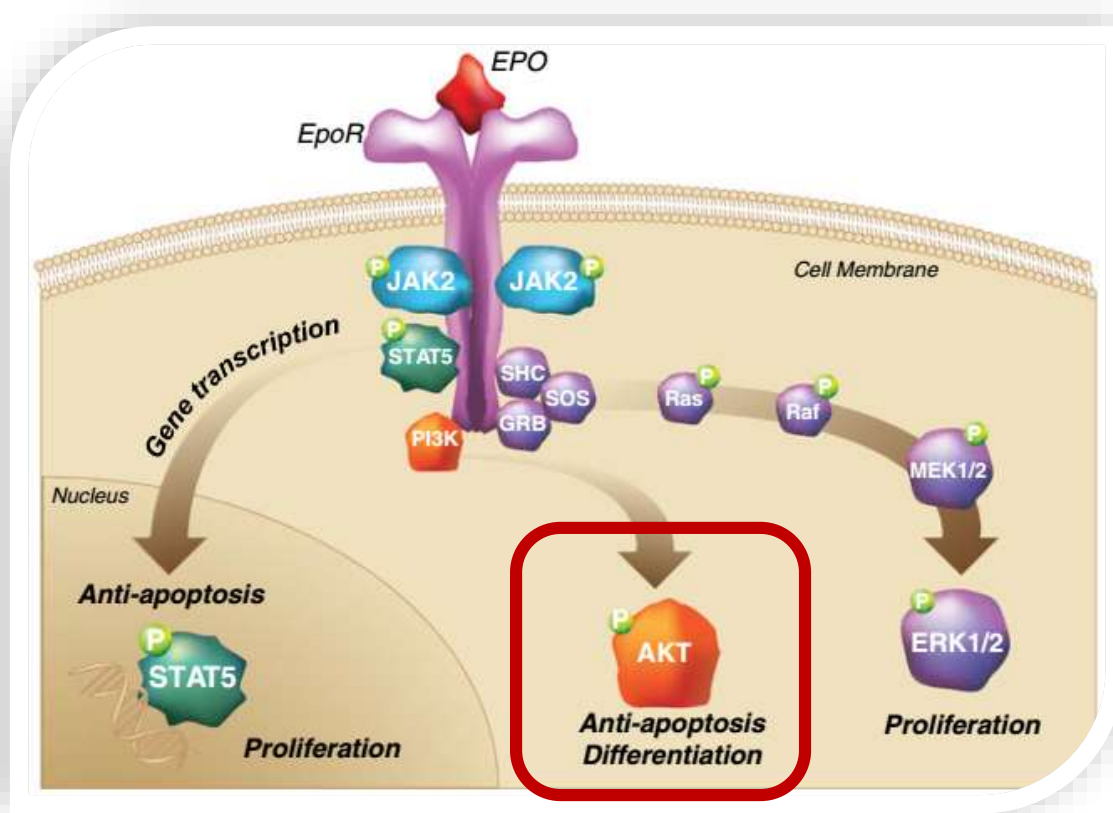 EPO
EpoR
P
JAK2
JAK2
P
Cell Membrane
Gene transcription
P
STAT5
SHC
SOS
GRB
PI3K
Ras
P
Raf
P
MEK1/2
P
Nucleus
Anti-apoptosis
P
STAT5
Proliferation
P
AKT
Anti-apoptosis
Differentiation
P
ERK1/2
Proliferation